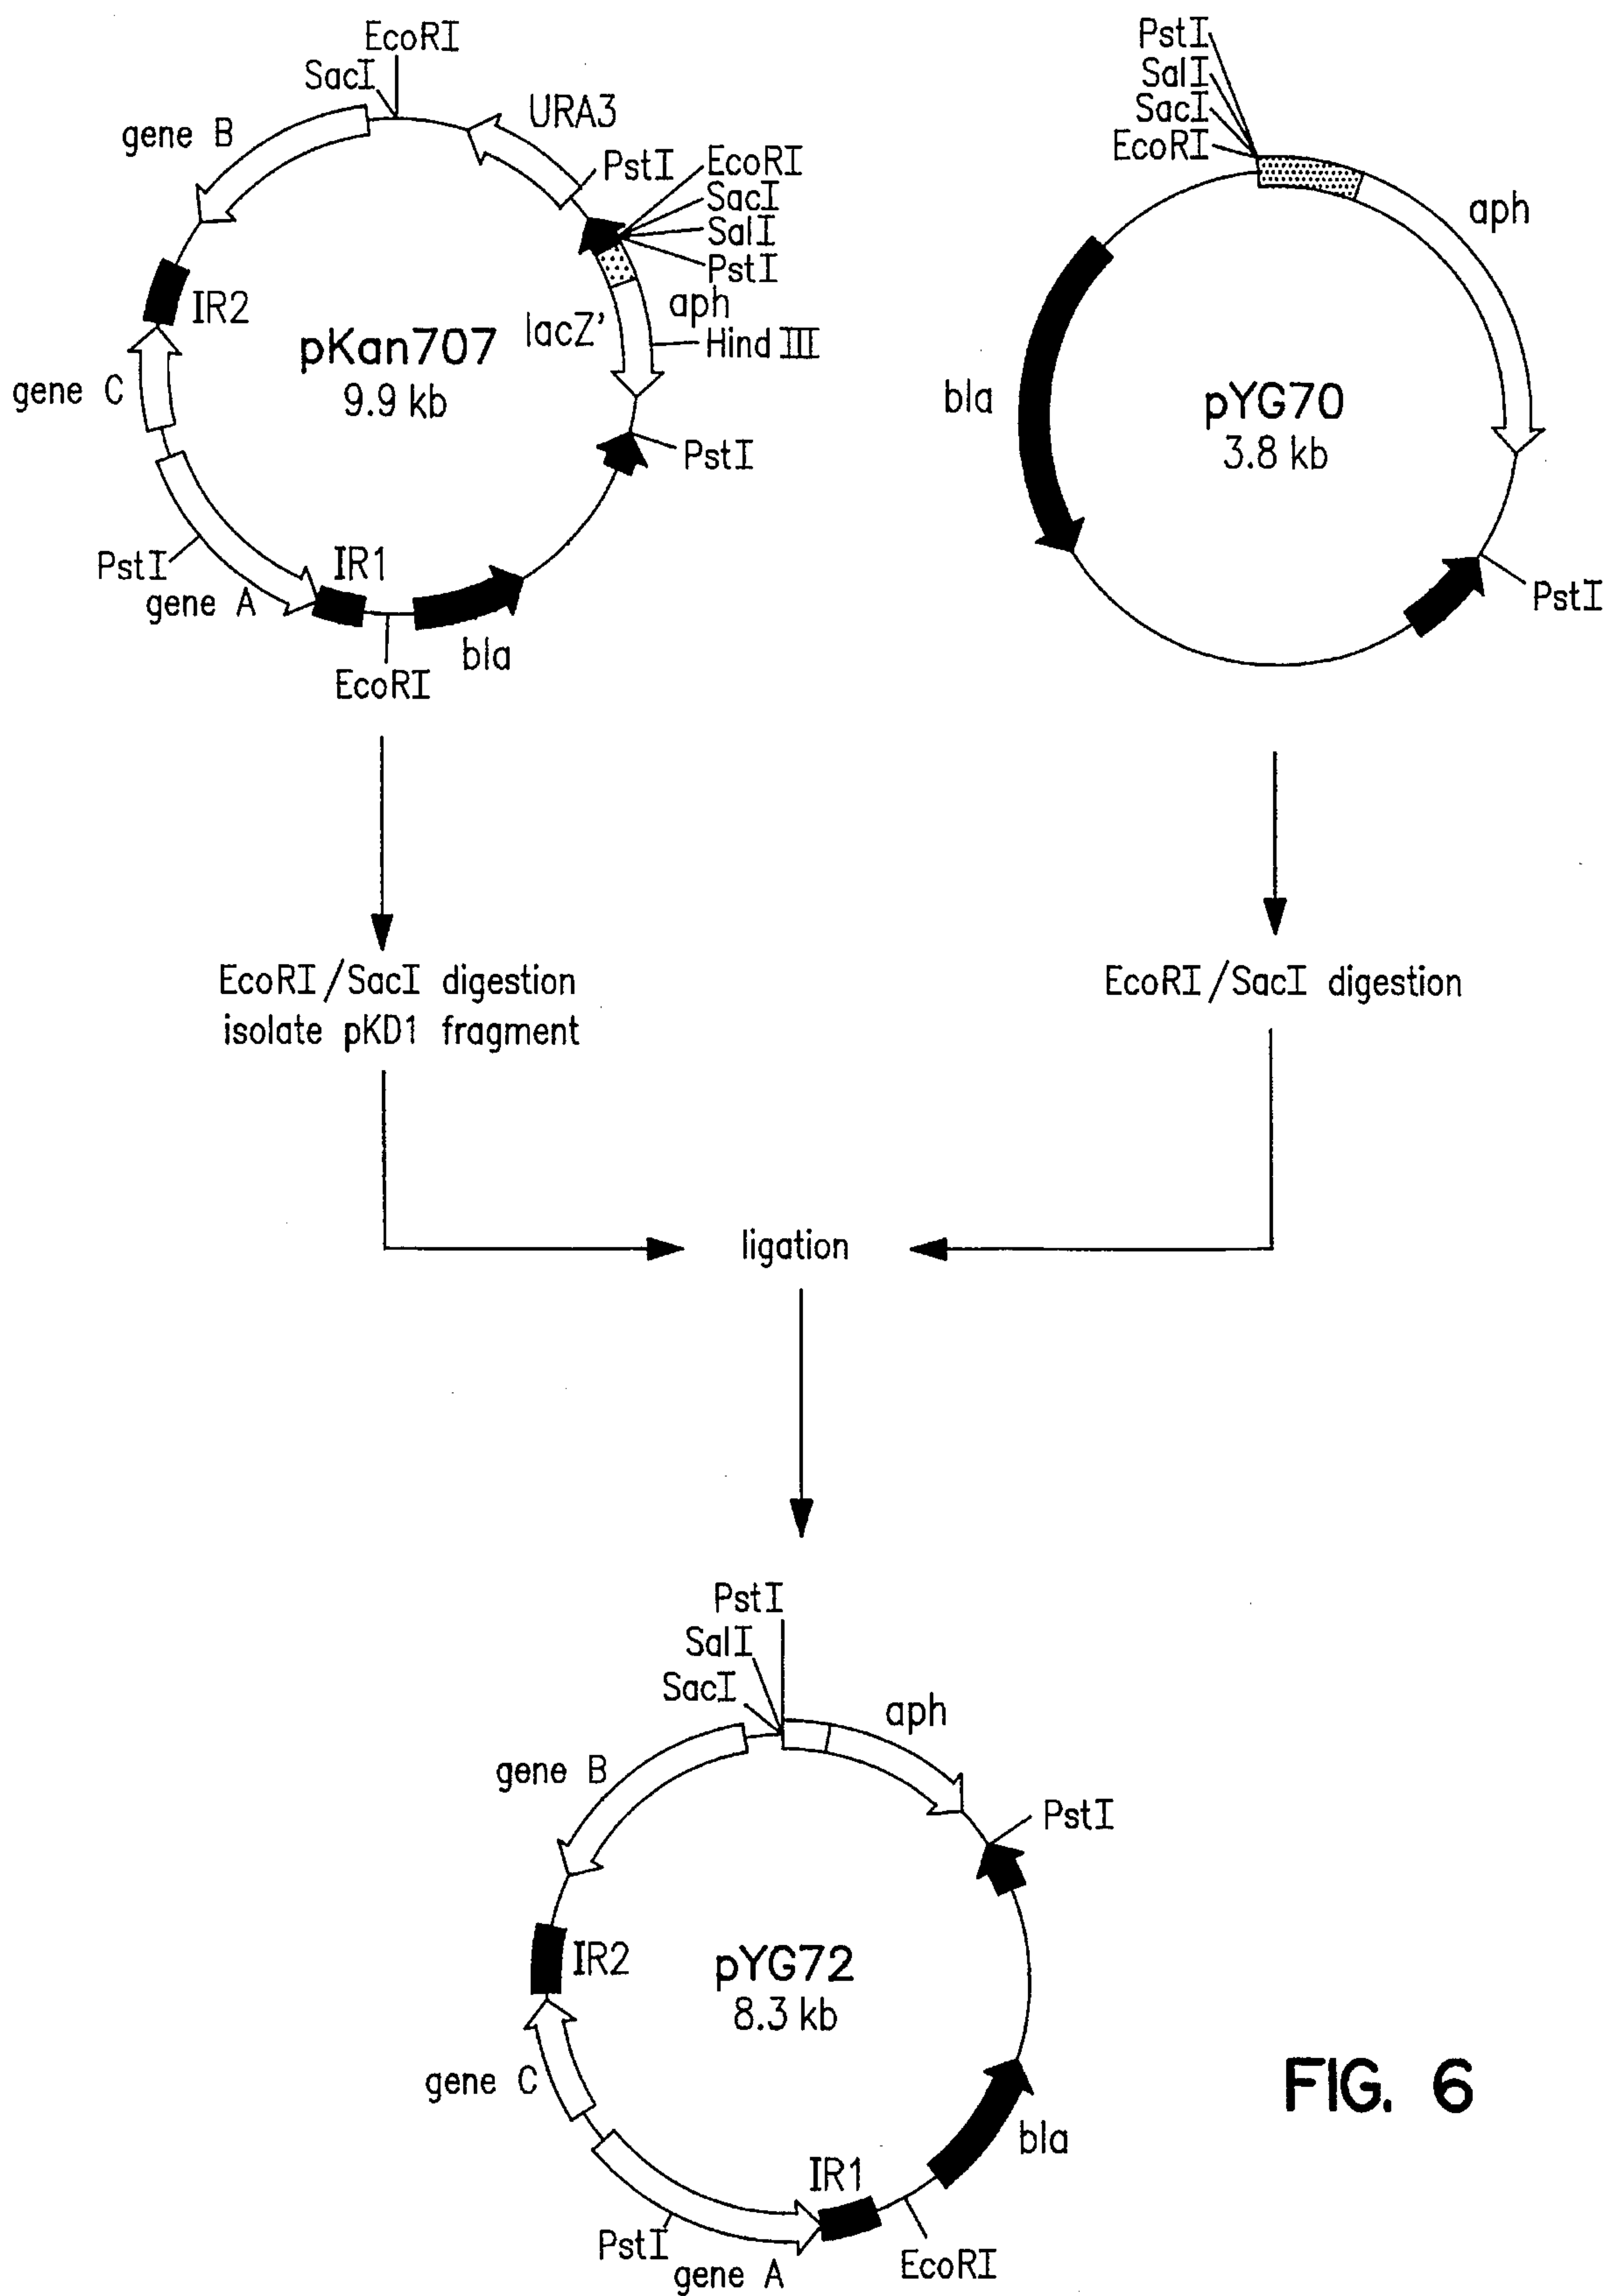 EcoRI
SacI
URA3
gene B
PstI
EcoRI
SacI
SalI
PstI
IR2
aph
lacZ'
Hind III
pKan707
9.9 kb
gene C
PstI
PstI
IR1
gene A
bla
EcoRI
PstI
SalI
SacI
EcoRI
aph
bla
pYG70
3.8 kb
PstI
EcoRI/SacI digestion
isolate pKD1 fragment
EcoRI/SacI digestion
ligation
PstI
SalI
SacI
aph
gene B
PstI
IR2
pYG72
8.3 kb
gene C
bla
IR1
PstI
gene A
EcoRI
FIG. 6